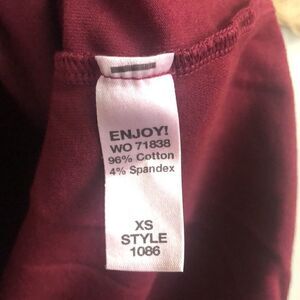 ENJOY!
WO 71838
96% Cotton
4% Spandex
XS
STYLE
1086